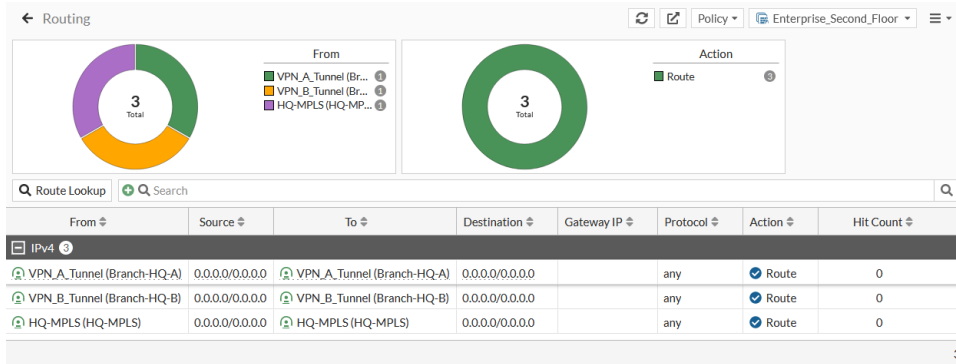 Routing
Policy
Enterprise_Second_Floor
From
3
Total
VPN_A_Tunnel (Br... 1
VPN_B_Tunnel (Br... 1
HQ-MPLS (HQ-MP... 1
Action
3
Total
Route 3
Route Lookup Search
From Source To Destination Gateway IP Protocol Action Hit Count
IPv4 3
VPN_A_Tunnel (Branch-HQ-A) 0.0.0.0/0.0.0.0 VPN_A_Tunnel (Branch-HQ-A) 0.0.0.0/0.0.0.0 any Route 0
VPN_B_Tunnel (Branch-HQ-B) 0.0.0.0/0.0.0.0 VPN_B_Tunnel (Branch-HQ-B) 0.0.0.0/0.0.0.0 any Route 0
HQ-MPLS (HQ-MPLS) 0.0.0.0/0.0.0.0 HQ-MPLS (HQ-MPLS) 0.0.0.0/0.0.0.0 any Route 0